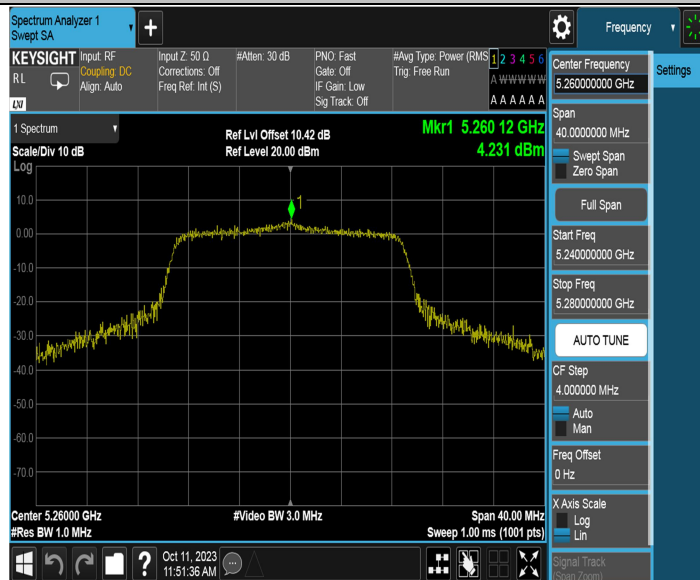 Spectrum Analyzer 1
Swept SA
+
Frequency
KEYSIGHT
RL
LXI
Input: RF
Coupling: DC
Align: Auto
Input Z: 50 Ω
Corrections: Off
Freq Ref: Int (S)
#Atten: 30 dB
PNO: Fast
Gate: Off
IF Gain: Low
Sig Track: Off
#Avg Type: Power (RMS
Trig: Free Run
1 2 3 4 5 6
A W W W W W
A A A A A A
Center Frequency
5.260000000 GHz
Settings
Span
40.0000000 MHz
Swept Span
Zero Span
Full Span
Start Freq
5.240000000 GHz
Stop Freq
5.280000000 GHz
AUTO TUNE
CF Step
4.000000 MHz
Auto
Man
Freq Offset
0 Hz
X Axis Scale
Log
Lin
Signal Track
(Span Zoom)
1 Spectrum
Scale/Div 10 dB
Log
Ref Lvl Offset 10.42 dB
Ref Level 20.00 dBm
Mkr1 5.260 12 GHz
4.231 dBm
1
10.0
0.00
-10.0
-20.0
-30.0
-40.0
-50.0
-60.0
-70.0
Center 5.26000 GHz
#Res BW 1.0 MHz
#Video BW 3.0 MHz
Span 40.00 MHz
Sweep 1.00 ms (1001 pts)
?
Oct 11, 2023
11:51:36 AM